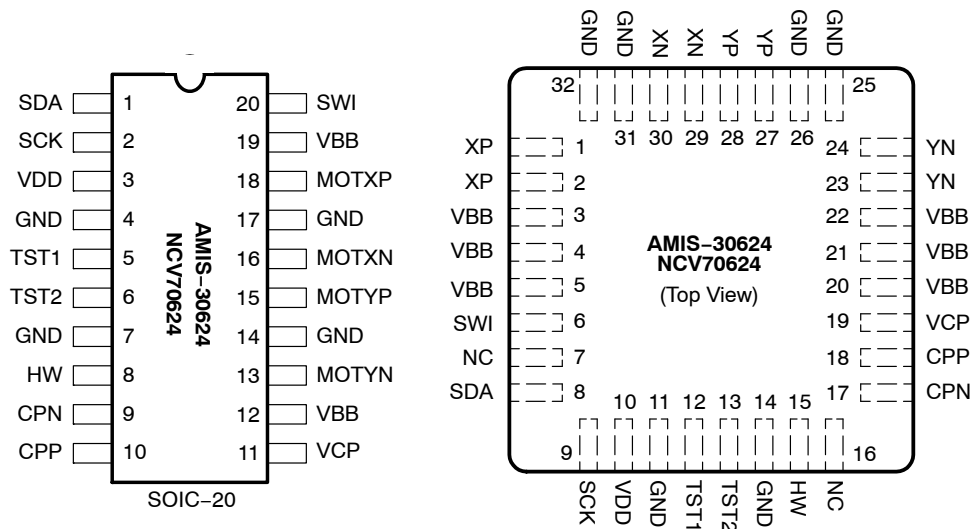 SDA 1 20 SWI
SCK 2 19 VBB
VDD 3 18 MOTXP
GND 4 17 GND
TST1 5 16 MOTXN
TST2 6 15 MOTYP
GND 7 14 GND
HW 8 13 MOTYN
CPN 9 12 VBB
CPP 10 11 VCP
AMIS−30624
NCV70624
SOIC−20
GND GND XN XN YP YP GND GND
32 31 30 29 28 27 26 25
XP 1 24 YN
XP 2 23 YN
VBB 3 22 VBB
VBB 4 21 VBB
VBB 5 20 VBB
SWI 6 19 VCP
NC 7 18 CPP
SDA 8 17 CPN
AMIS−30624
NCV70624
(Top View)
9 10 11 12 13 14 15 16
SCK VDD GND TST1 TST2 GND HW NC